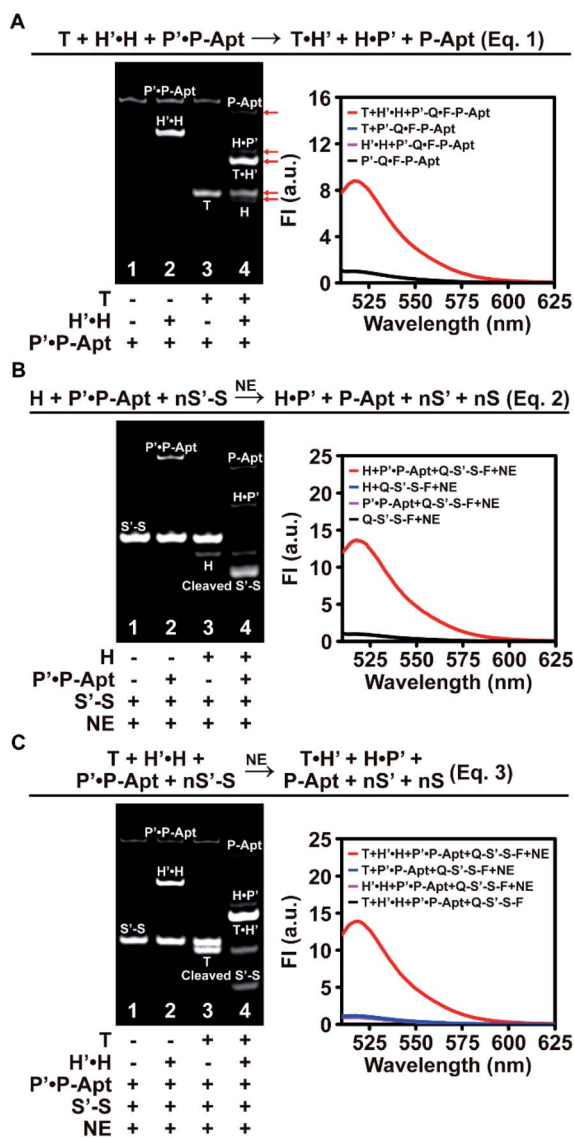 A
T + H'•H + P'•P-Apt → T•H' + H•P' + P-Apt (Eq. 1)
P'•P-Apt
P-Apt
H'•H
H•P'
T•H'
T
H
1 2 3 4
T - - + +
H'•H - + - +
P'•P-Apt + + + +
FI (a.u.)
16
12
8
4
0
T+H'•H+P'-Q•F-P-Apt
T+P'-Q•F-P-Apt
H'•H+P'-Q•F-P-Apt
P'-Q•F-P-Apt
525 550 575 600 625
Wavelength (nm)
B
NE
H + P'•P-Apt + nS'-S → H•P' + P-Apt + nS' + nS (Eq. 2)
P'•P-Apt
P-Apt
H•P'
S'-S
H
Cleaved S'-S
1 2 3 4
H - - + +
P'•P-Apt - + - +
S'-S + + + +
NE + + + +
FI (a.u.)
25
20
15
10
5
0
H+P'•P-Apt+Q-S'-S-F+NE
H+Q-S'-S-F+NE
P'•P-Apt+Q-S'-S-F+NE
Q-S'-S-F+NE
525 550 575 600 625
Wavelength (nm)
C
T + H'•H + NE T•H' + H•P' +
P'•P-Apt + nS'-S → P-Apt + nS' + nS (Eq. 3)
P'•P-Apt
P-Apt
H'•H
H•P'
T•H'
S'-S
T
Cleaved S'-S
1 2 3 4
T - - + +
H'•H - + - +
P'•P-Apt + + + +
S'-S + + + +
NE + + + +
FI (a.u.)
25
20
15
10
5
0
T+H'•H+P'•P-Apt+Q-S'-S-F+NE
T+P'•P-Apt+Q-S'-S-F+NE
H'•H+P'•P-Apt+Q-S'-S-F+NE
T+H'•H+P'•P-Apt+Q-S'-S-F
525 550 575 600 625
Wavelength (nm)